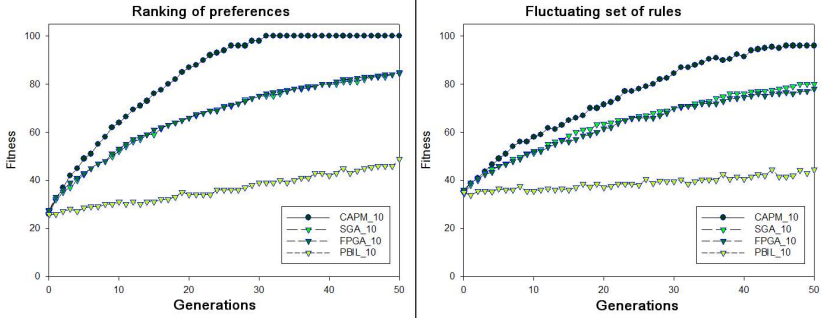 Ranking of preferences
Fitness
100
80
60
40
20
0
CAPM_10
SGA_10
FPGA_10
PBIL_10
0 10 20 30 40 50
Generations
Fluctuating set of rules
Fitness
100
80
60
40
20
0
CAPM_10
SGA_10
FPGA_10
PBIL_10
0 10 20 30 40 50
Generations